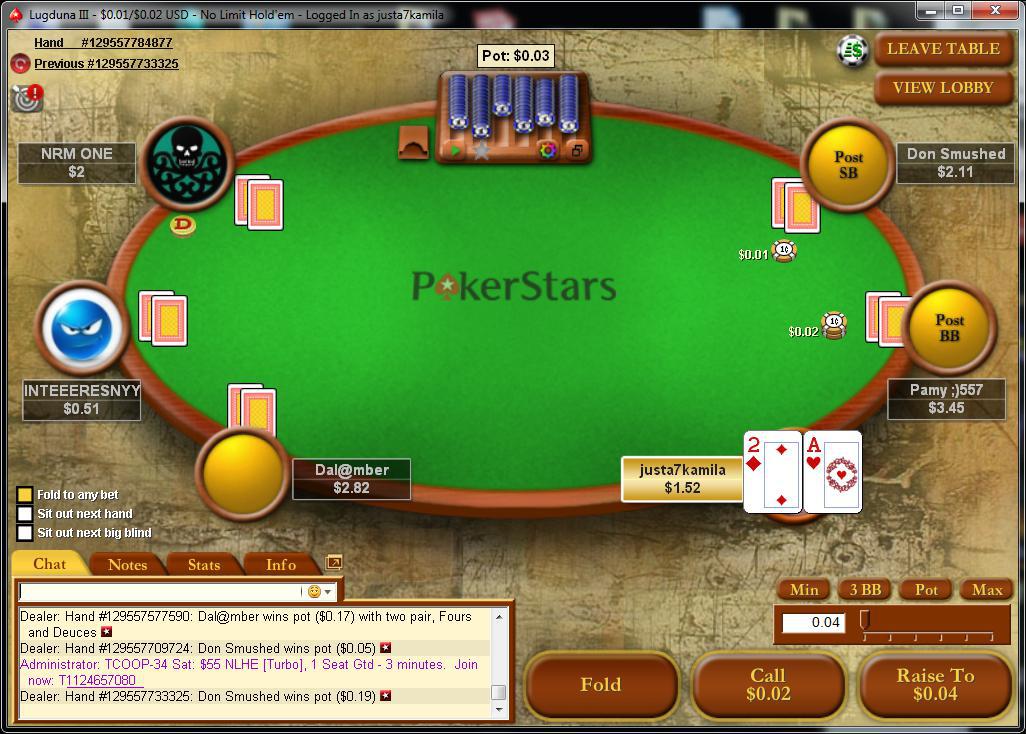 Lugduna III - $0.01/$0.02 USD - No Limit Hold'em - Logged In as justa7kamila
Hand #129557784877
Previous #129557733325
Pot: $0.03
LEAVE TABLE
VIEW LOBBY
NRM ONE
$2
D
Post
SB
Don Smushed
$2.11
$0.01
1¢
PokerStars
$0.02
1¢
Post
BB
Pamy ;)557
$3.45
INTEEERESNYY
$0.51
Dal@mber
$2.82
justa7kamila
$1.52
2
A
Fold to any bet
Sit out next hand
Sit out next big blind
Chat Notes Stats Info
Dealer: Hand #129557577590: Dal@mber wins pot ($0.17) with two pair, Fours
and Deuces
Dealer: Hand #129557709724: Don Smushed wins pot ($0.05)
Administrator: TCOOP-34 Sat: $55 NLHE [Turbo], 1 Seat Gtd - 3 minutes. Join
now: T1124657080
Dealer: Hand #129557733325: Don Smushed wins pot ($0.19)
Min 3 BB Pot Max
0.04
Fold
Call
$0.02
Raise To
$0.04